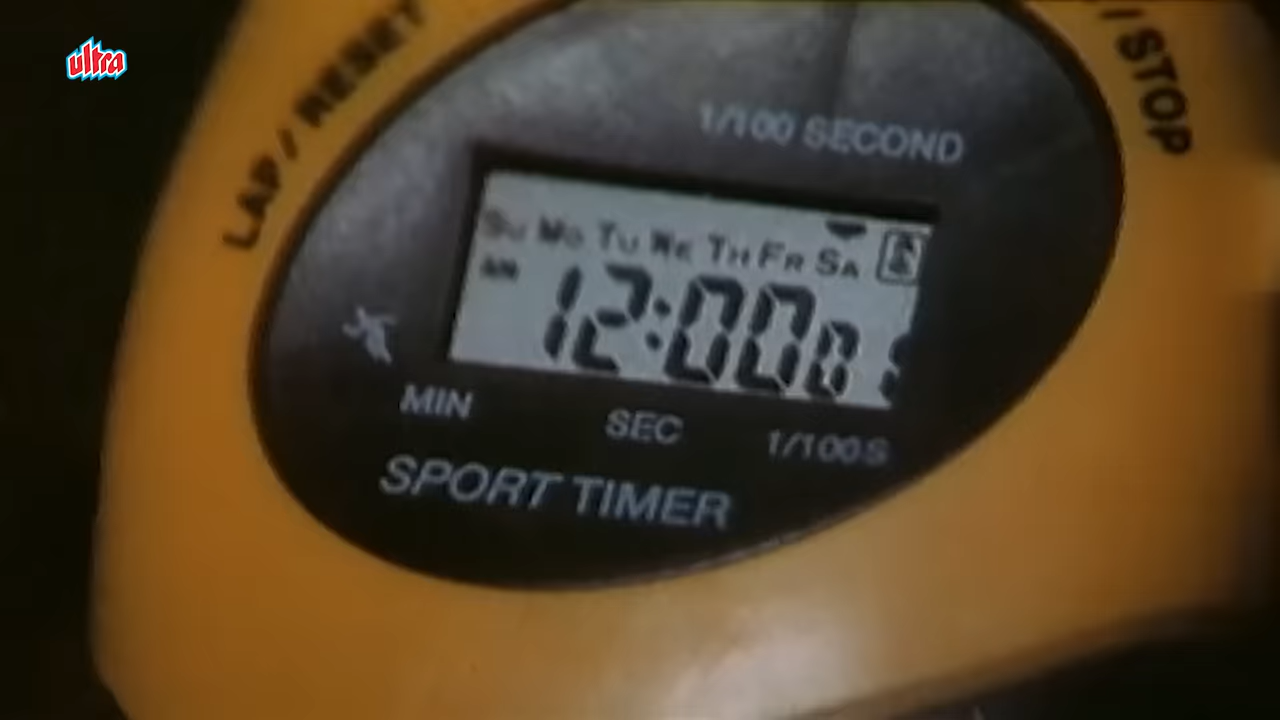 ultra
LAP / RESET
/ STOP
1/100 SECOND
SU MO TU WE TH FR SA
12:00 0
MIN SEC 1/100S
SPORT TIMER